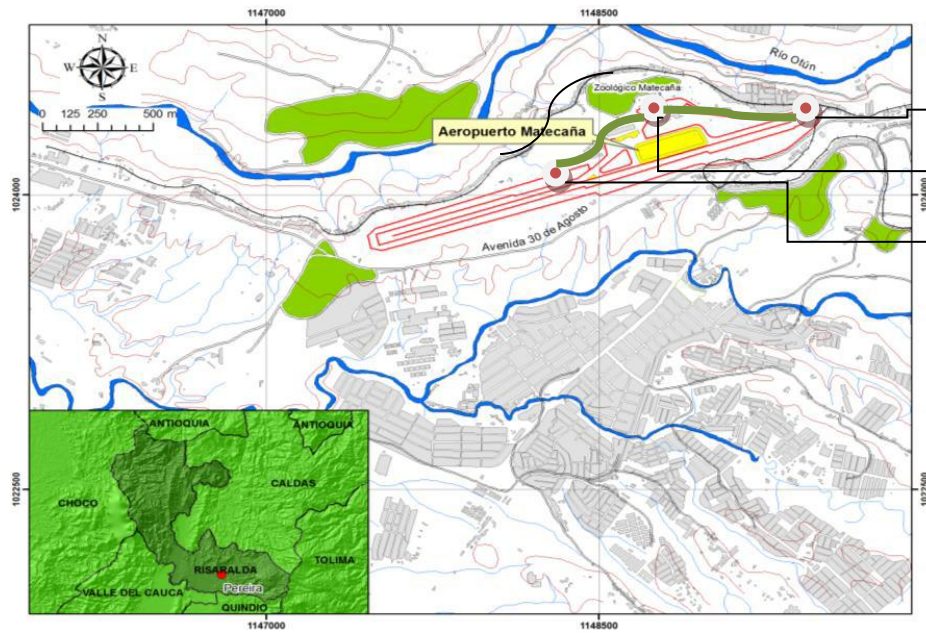 1147000
1148500
N
W E
S
0 125 250 500 m
Río Otún
Zoológico Matecaña
Aeropuerto Matecaña
1024000
1024000
Avenida 30 de Agosto
1022500
1022500
ANTIOQUIA
ANTIOQUIA
CALDAS
CHOCO
TOLIMA
RISARALDA
Pereira
VALLE DEL CAUCA
QUINDIO
1147000
1148500